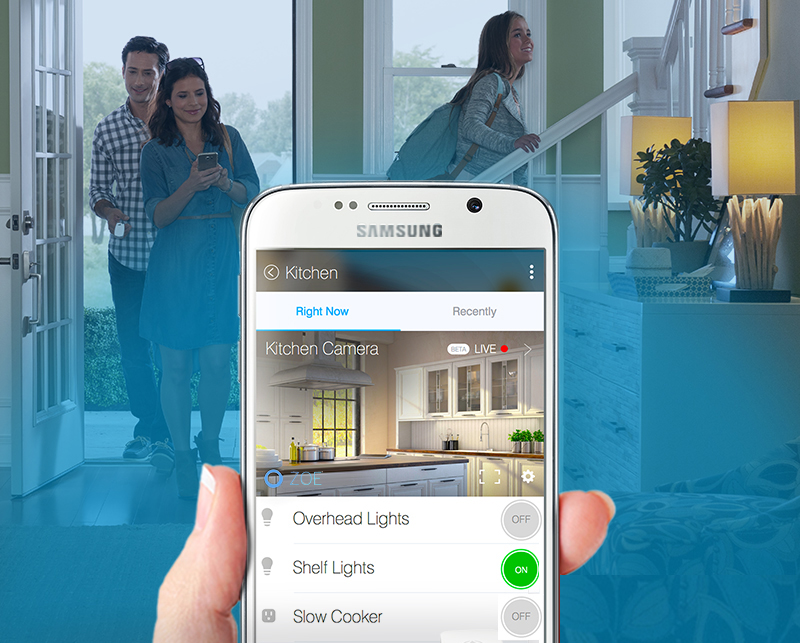 SAMSUNG
Kitchen
Right Now Recently
Kitchen Camera BETA LIVE
ZOE
Overhead Lights OFF
Shelf Lights ON
Slow Cooker OFF